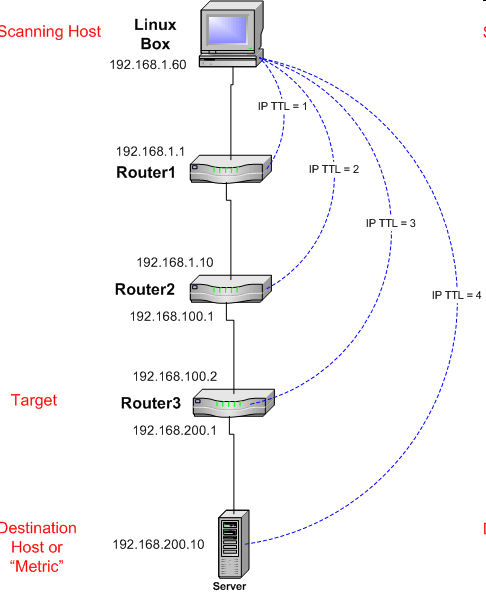 Scanning Host
Linux
Box
192.168.1.60
IP TTL = 1
192.168.1.1
Router1
IP TTL = 2
IP TTL = 3
192.168.1.10
Router2
IP TTL = 4
192.168.100.1
192.168.100.2
Target
Router3
192.168.200.1
Destination
Host or
“Metric”
192.168.200.10
Server